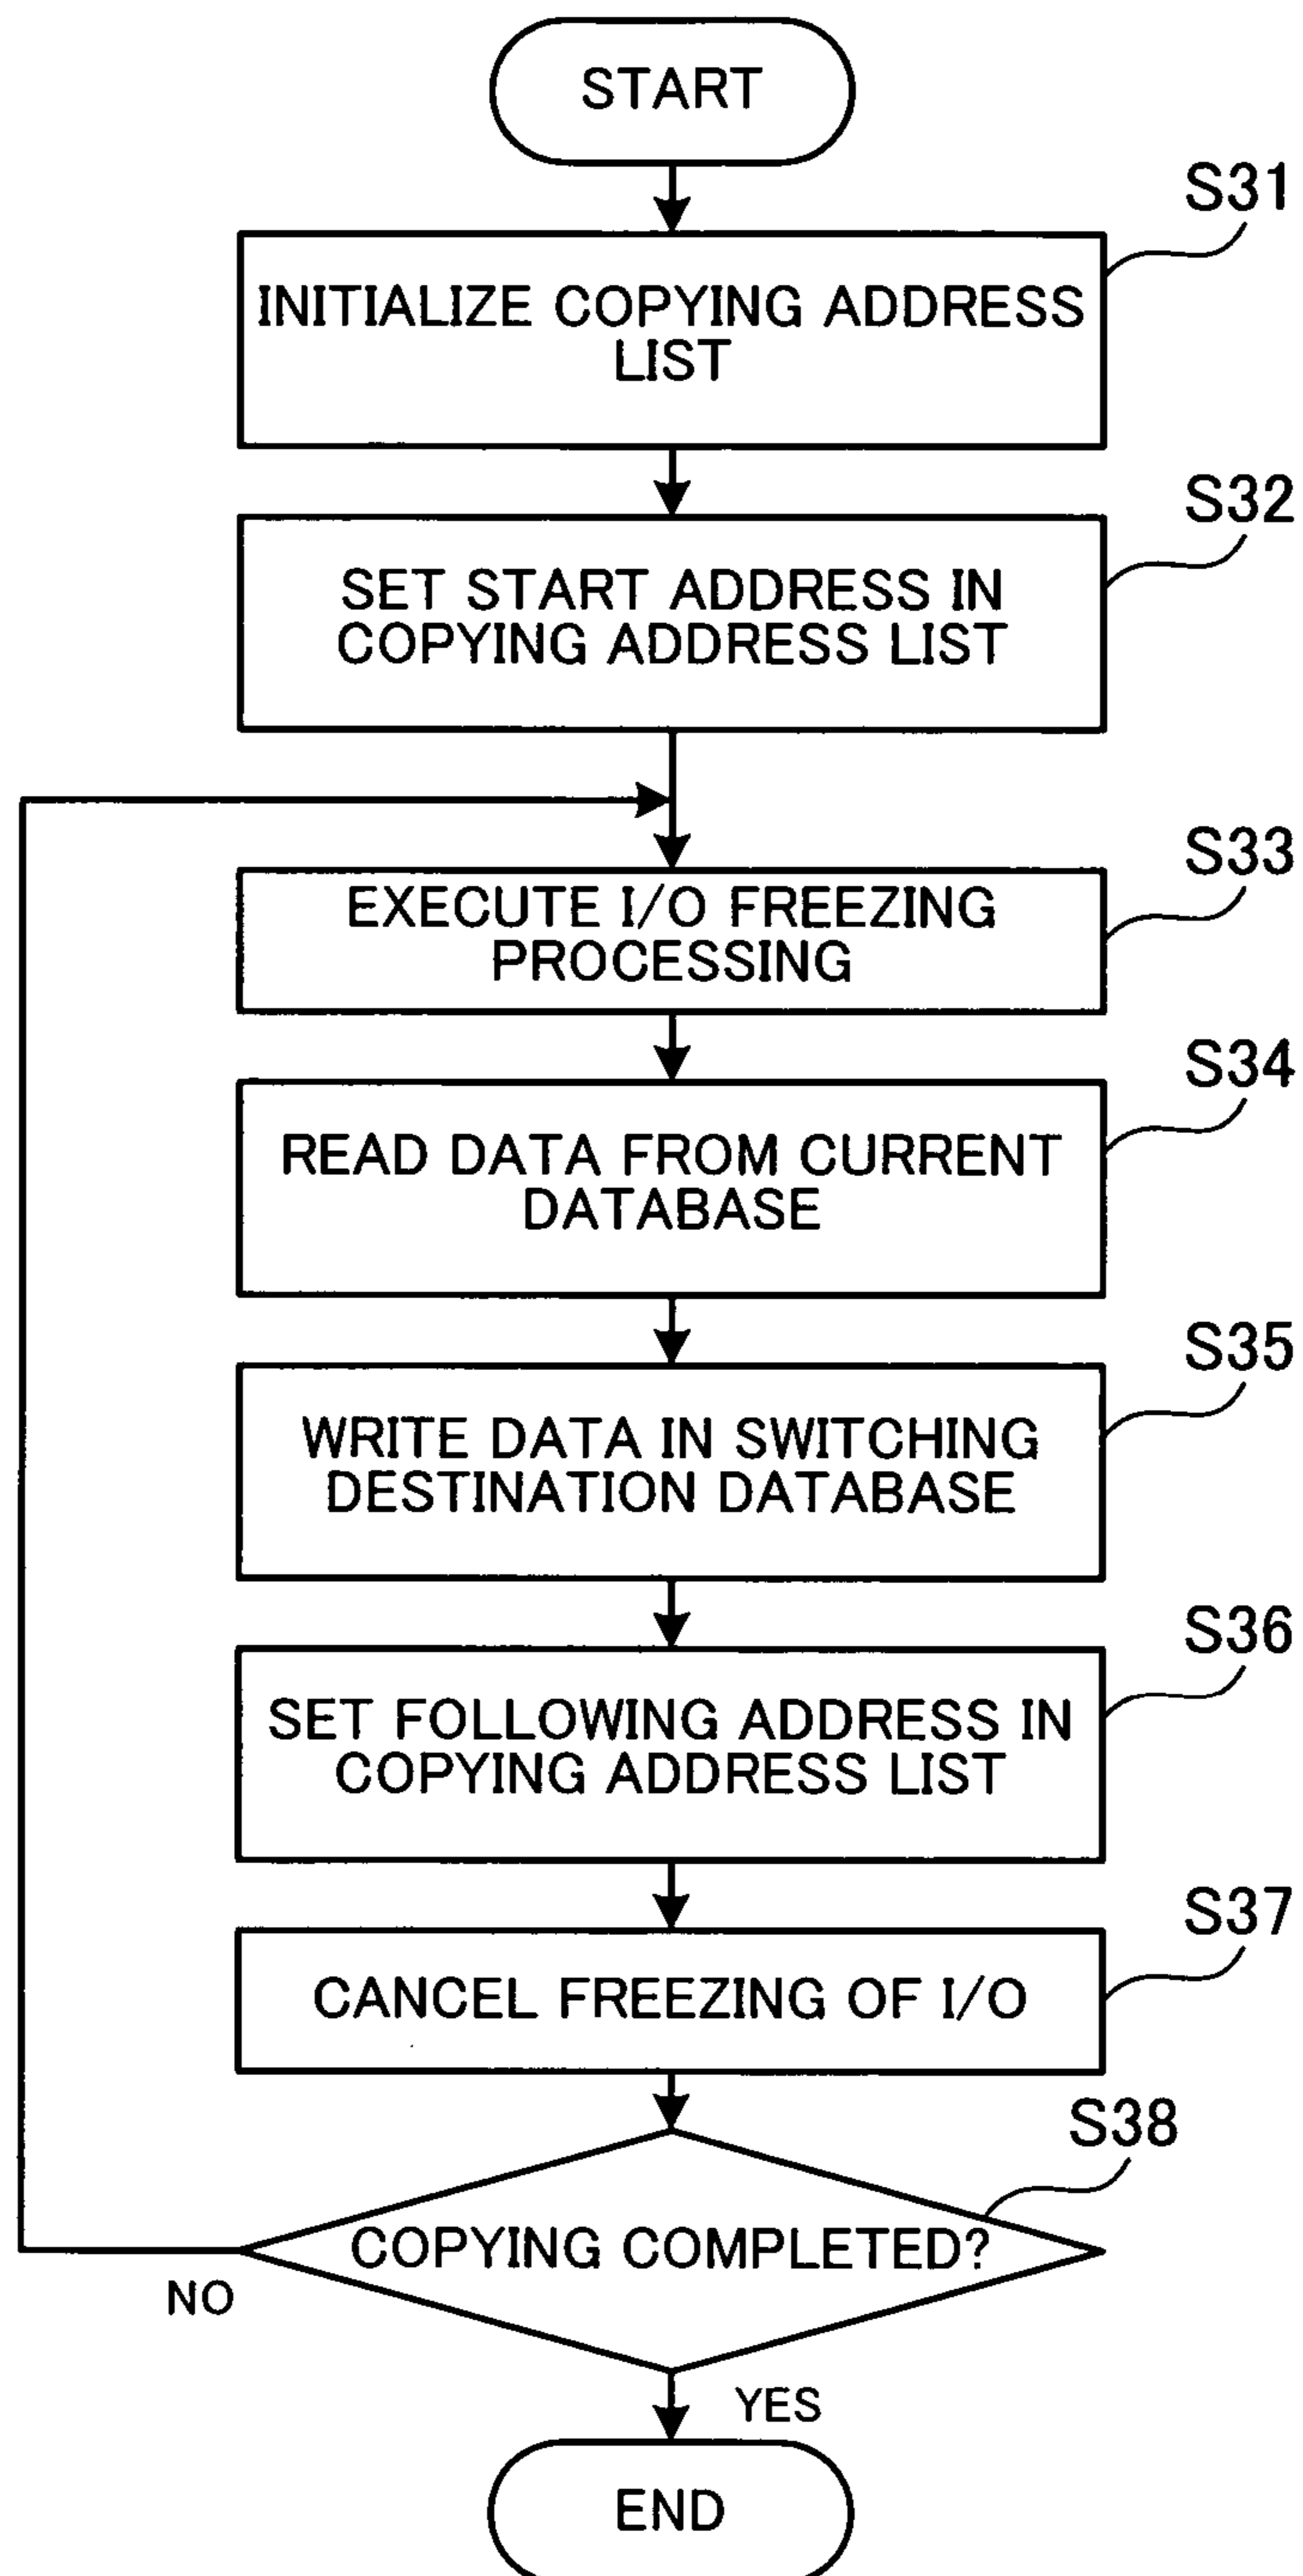 START
S31
INITIALIZE COPYING ADDRESS
LIST
S32
SET START ADDRESS IN
COPYING ADDRESS LIST
S33
EXECUTE I/O FREEZING
PROCESSING
S34
READ DATA FROM CURRENT
DATABASE
S35
WRITE DATA IN SWITCHING
DESTINATION DATABASE
S36
SET FOLLOWING ADDRESS IN
COPYING ADDRESS LIST
S37
CANCEL FREEZING OF I/O
S38
COPYING COMPLETED?
NO
YES
END